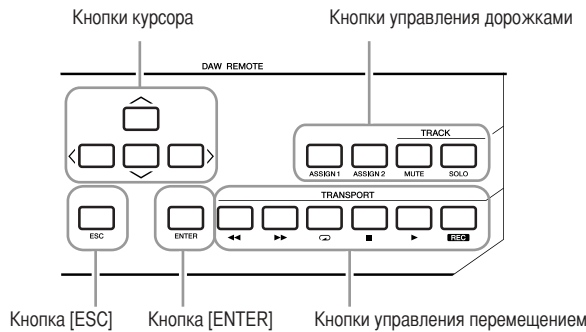 Кнопки курсора
Кнопки управления дорожками
DAW REMOTE
TRACK
ASSIGN 1 ASSIGN 2 MUTE SOLO
TRANSPORT
ESC
ENTER
REC
Кнопка [ESC]
Кнопка [ENTER]
Кнопки управления перемещением